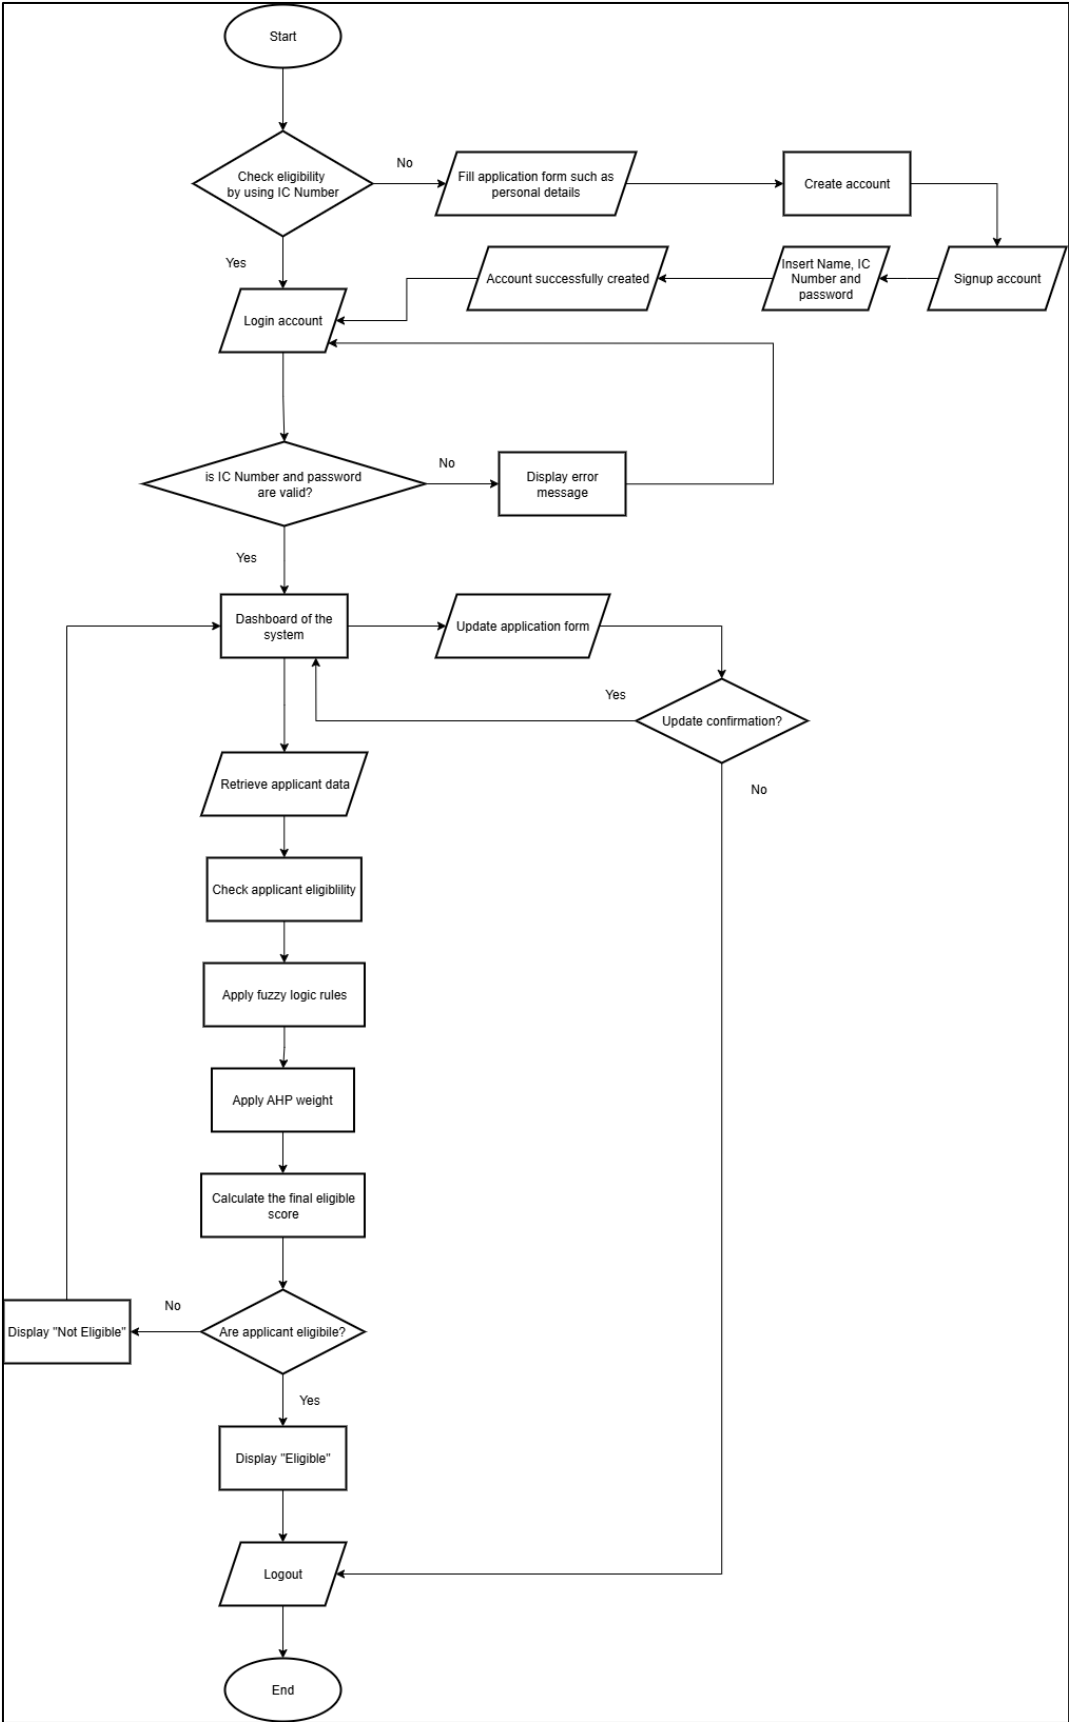 Start
Check eligibility
by using IC Number
No
Fill application form such as
personal details
Create account
Yes
Account successfully created
Insert Name, IC
Number and
password
Signup account
Login account
is IC Number and password
are valid?
No
Display error
message
Yes
Dashboard of the
system
Update application form
Yes
Update confirmation?
No
Retrieve applicant data
Check applicant eligiblility
Apply fuzzy logic rules
Apply AHP weight
Calculate the final eligible
score
No
Display "Not Eligible"
Are applicant eligibile?
Yes
Display "Eligible"
Logout
End